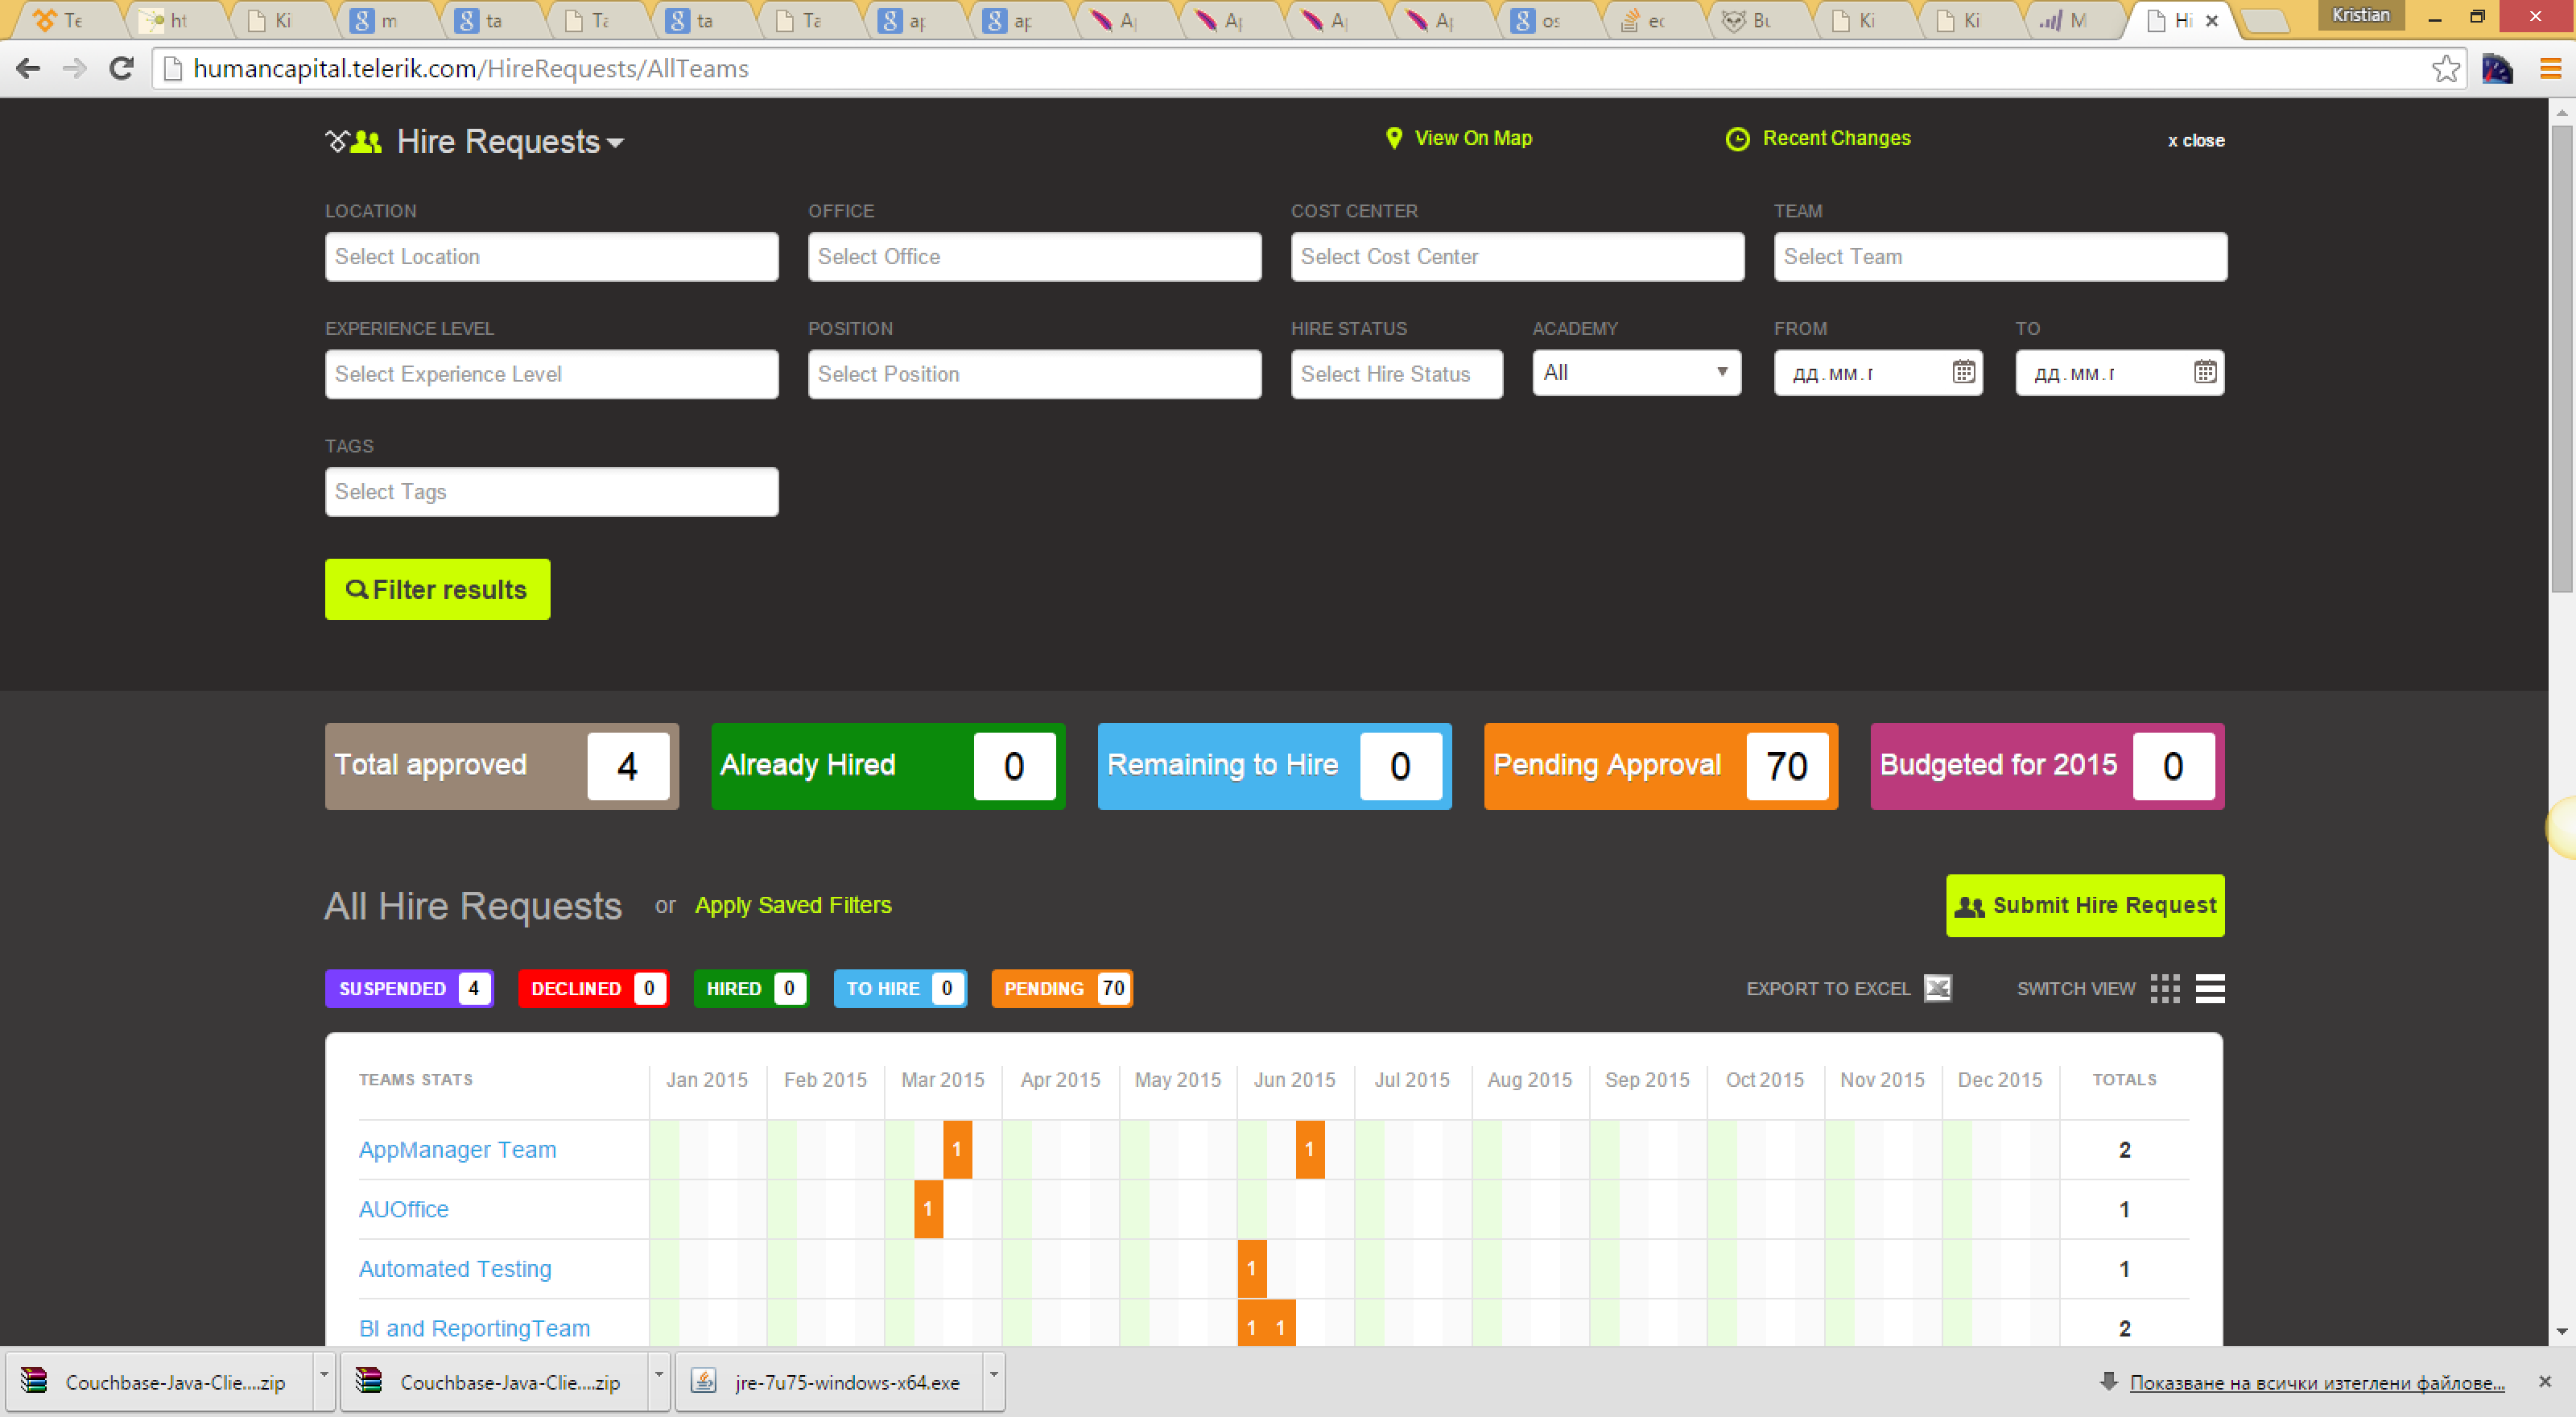 Te ht Ki m ta Ta ta Ta ap ap Ap Ap Ap Ap os ec Bu Ki Ki M Hi Kristian
humancapital.telerik.com/HireRequests/AllTeams
Hire Requests View On Map Recent Changes x close
LOCATION OFFICE COST CENTER TEAM
Select Location Select Office Select Cost Center Select Team
EXPERIENCE LEVEL POSITION HIRE STATUS ACADEMY FROM TO
Select Experience Level Select Position Select Hire Status All дд.мм.г дд.мм.г
TAGS
Select Tags
Filter results
Total approved 4 Already Hired 0 Remaining to Hire 0 Pending Approval 70 Budgeted for 2015 0
All Hire Requests or Apply Saved Filters Submit Hire Request
SUSPENDED 4 DECLINED 0 HIRED 0 TO HIRE 0 PENDING 70 EXPORT TO EXCEL SWITCH VIEW
TEAMS STATS Jan 2015 Feb 2015 Mar 2015 Apr 2015 May 2015 Jun 2015 Jul 2015 Aug 2015 Sep 2015 Oct 2015 Nov 2015 Dec 2015 TOTALS
AppManager Team 1 1 2
AUOffice 1 1
Automated Testing 1 1
BI and ReportingTeam 1 1 2
Couchbase-Java-Clie....zip Couchbase-Java-Clie....zip jre-7u75-windows-x64.exe Показване на всички изтеглени файлове...